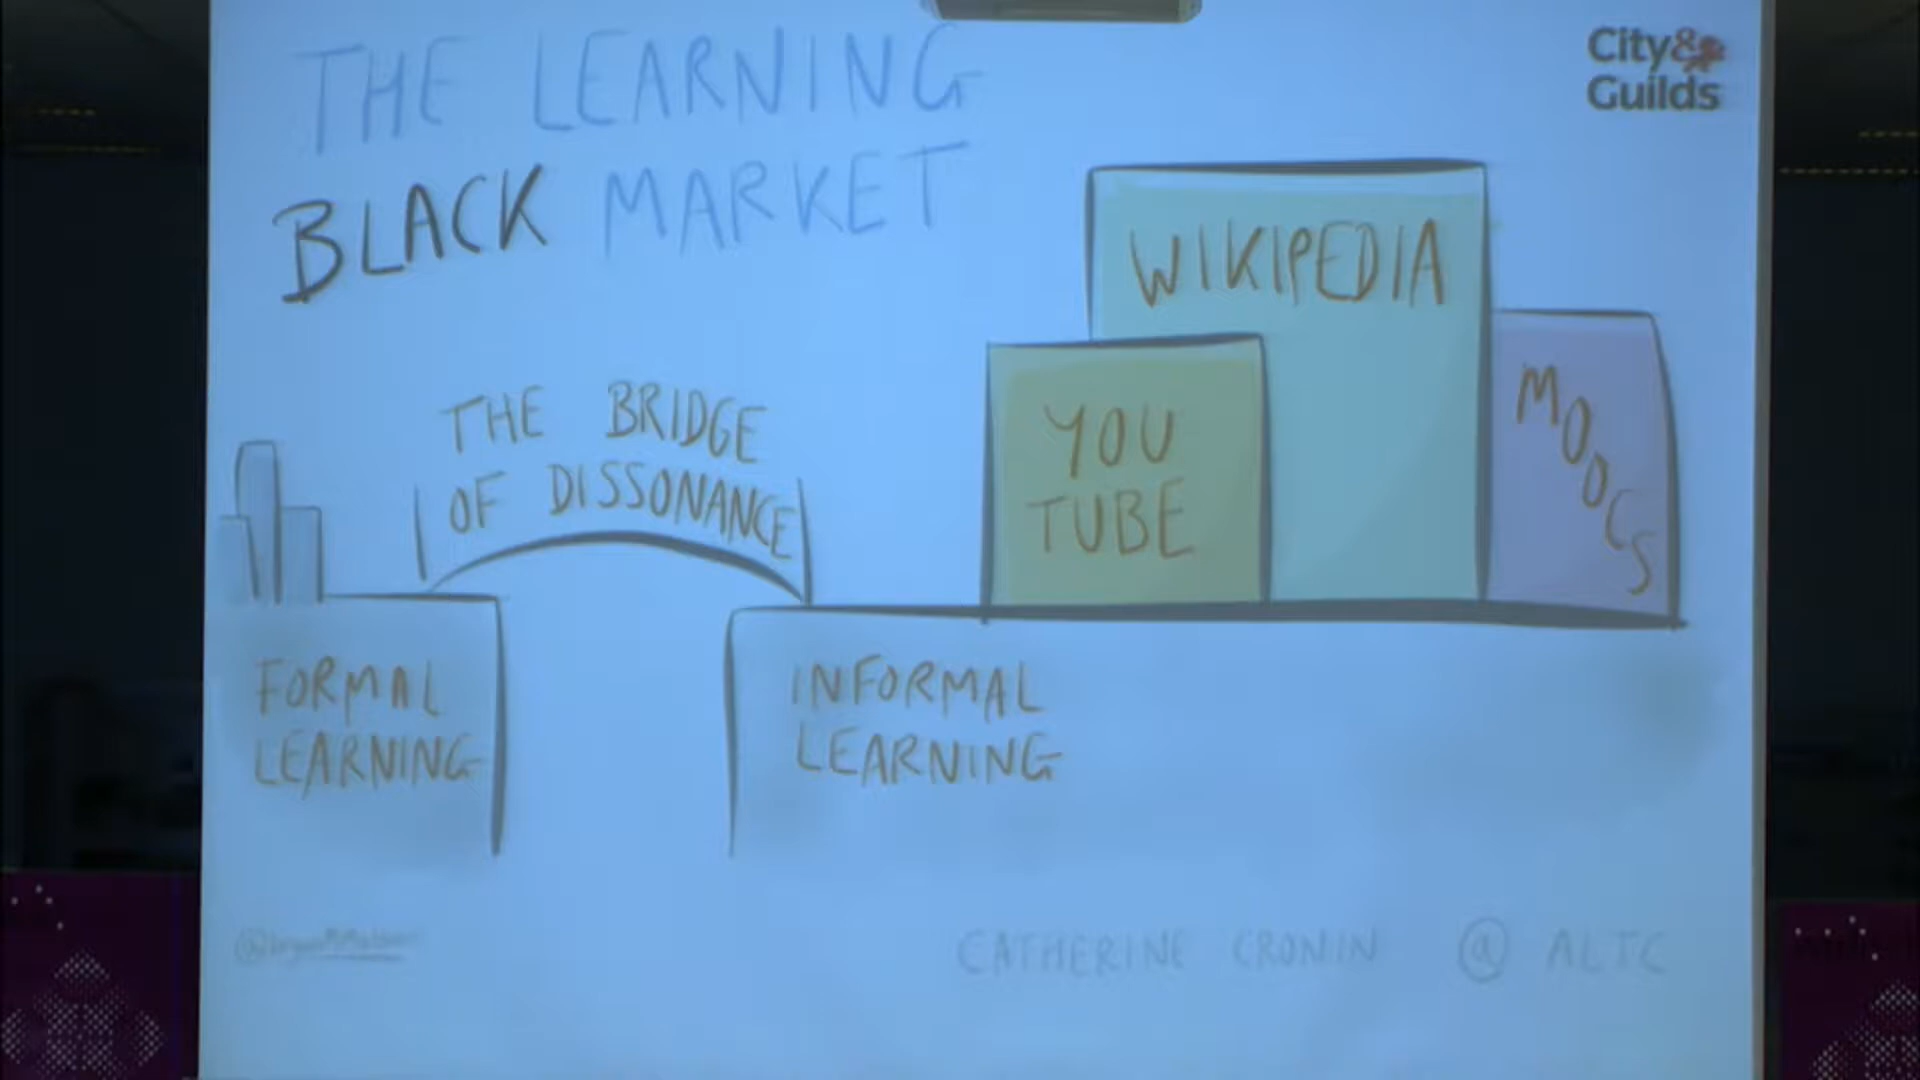 THE LEARNING
BLACK MARKET
City&
Guilds
WIKIPEDIA
YOU
TUBE
MOOCS
THE BRIDGE
OF DISSONANCE
FORMAL
LEARNING
INFORMAL
LEARNING
CATHERINE CRONIN @ ALTC